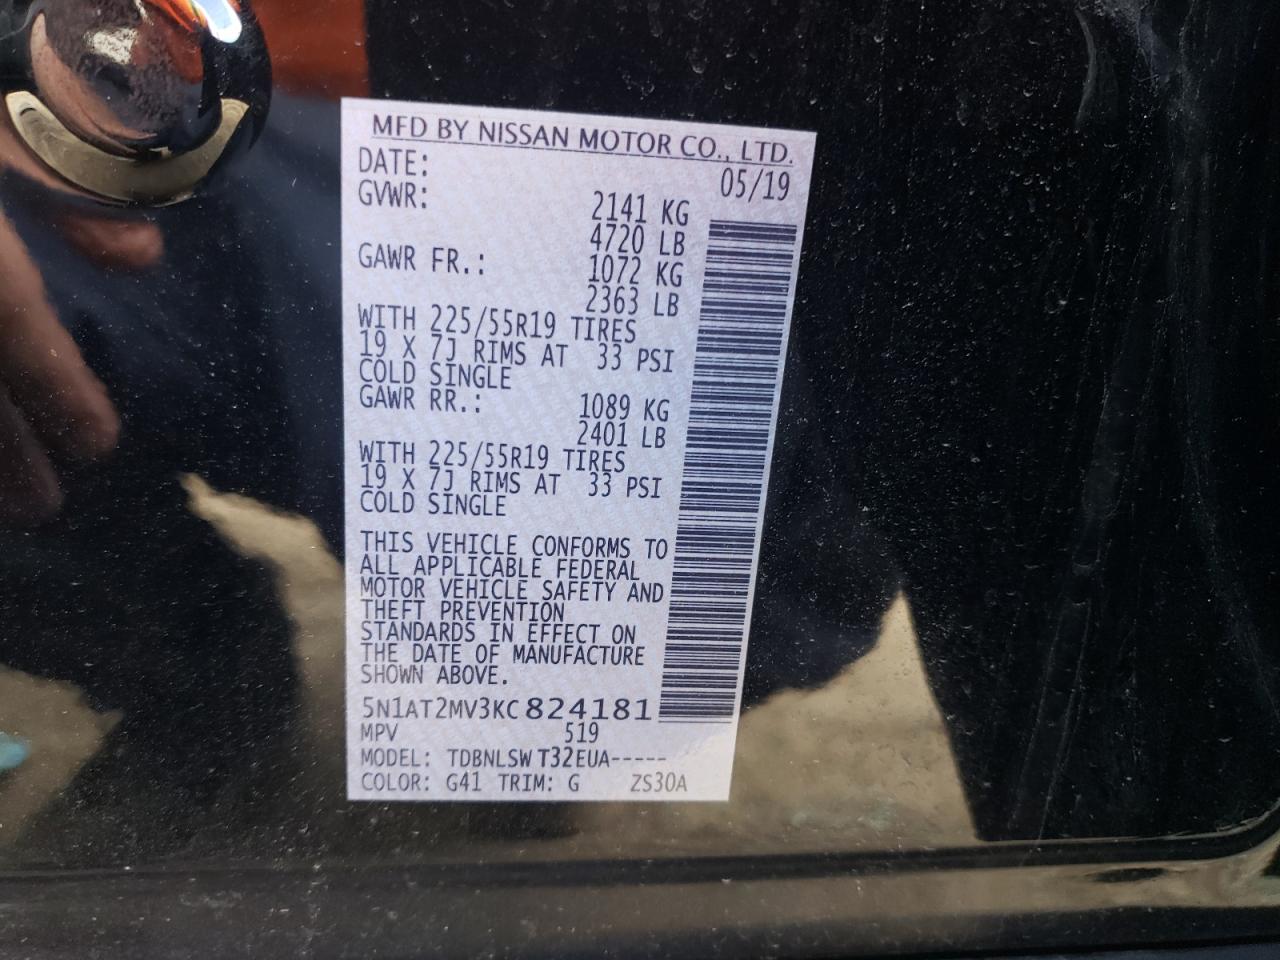 MFD BY NISSAN MOTOR CO., LTD.
DATE: 05/19
GVWR: 2141 KG
4720 LB
GAWR FR.: 1072 KG
2363 LB
WITH 225/55R19 TIRES
19 X 7J RIMS AT 33 PSI
COLD SINGLE
GAWR RR.: 1089 KG
2401 LB
WITH 225/55R19 TIRES
19 X 7J RIMS AT 33 PSI
COLD SINGLE
THIS VEHICLE CONFORMS TO
ALL APPLICABLE FEDERAL
MOTOR VEHICLE SAFETY AND
THEFT PREVENTION
STANDARDS IN EFFECT ON
THE DATE OF MANUFACTURE
SHOWN ABOVE.
5N1AT2MV3KC824181
MPV 519
MODEL: TDBNLSWT32EUA-----
COLOR: G41 TRIM: G ZS30A